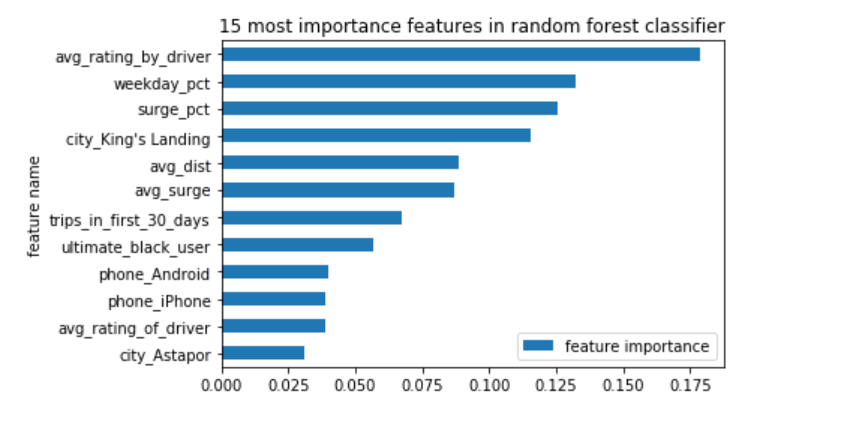 15 most importance features in random forest classifier
feature name
avg_rating_by_driver
weekday_pct
surge_pct
city_King's Landing
avg_dist
avg_surge
trips_in_first_30_days
ultimate_black_user
phone_Android
phone_iPhone
avg_rating_of_driver
city_Astapor
feature importance
0.000 0.025 0.050 0.075 0.100 0.125 0.150 0.175